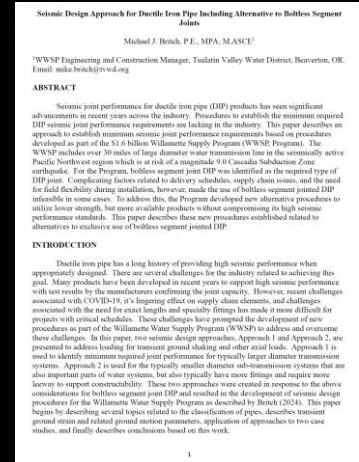 Seismic Design Approach for Ductile Iron Pipe Including Alternative to Boltless Segment
Joints
Michael J. Britch, P.E., MPA, M.ASCE¹
¹WWSP Engineering and Construction Manager, Tualatin Valley Water District, Beaverton, OR.
Email: mike.britch@tvwd.org
ABSTRACT
Seismic joint performance for ductile iron pipe (DIP) products has seen significant
advancements in recent years across the industry. Procedures to establish the minimum required
DIP seismic joint performance requirements are lacking in the industry. This paper describes an
approach to establish minimum seismic joint performance requirements based on procedures
developed as part of the $1.6 billion Willamette Supply Program (WWSP, Program). The
WWSP includes over 30 miles of large diameter water transmission line in the seismically active
Pacific Northwest region which is at risk of a magnitude 9.0 Cascadia Subduction Zone
earthquake. For the Program, boltless segment joint DIP was identified as the required type of
DIP joint. Complicating factors related to delivery schedules, supply chain issues, and the need
for field flexibility during installation, however, made the use of boltless segment jointed DIP
infeasible in some cases. To address this, the Program developed new alternative procedures to
utilize lower strength, but more available products without compromising its high seismic
performance standards. This paper describes these new procedures established related to
alternatives to exclusive use of boltless segment jointed DIP.
INTRODUCTION
Ductile iron pipe has a long history of providing high seismic performance when
appropriately designed. There are several challenges for the industry related to achieving this
goal. Many products have been developed in recent years to support high seismic performance
with test results by the manufacturers confirming the joint capacity. However, recent challenges
associated with COVID-19, it's lingering effect on supply chain elements, and challenges
associated with the need for exact lengths and specialty fittings has made it more difficult for
projects with critical schedules. These challenges have prompted the development of new
procedures as part of the Willamette Water Supply Program (WWSP) to address and overcome
these challenges. In this paper, two seismic design approaches, Approach 1 and Approach 2, are
presented to address loading for transient ground shaking and other axial loads. Approach 1 is
used to identify minimum required joint performance for typically larger diameter transmission
systems. Approach 2 is used for the typically smaller diameter sub-transmission systems that are
also important parts of water systems, but also typically have more fittings and require more
leeway to support constructability. These two approaches were created in response to the above
considerations for boltless segment joint DIP and resulted in the development of seismic design
procedures for the Willamette Water Supply Program as described by Britch (2024). This paper
begins by describing several topics related to the classification of pipes, describes transient
ground strain and related ground motion parameters, application of approaches to two case
studies, and finally describes conclusions based on this work.
1